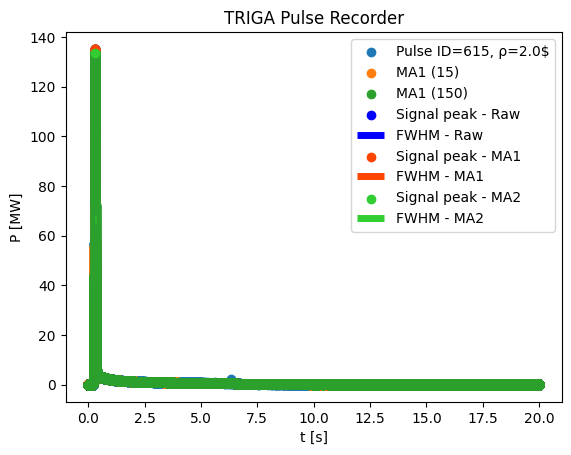 TRIGA Pulse Recorder
P [MW]
140
120
100
80
60
40
20
0
Pulse ID=615, ρ=2.0$
MA1 (15)
MA1 (150)
Signal peak - Raw
FWHM - Raw
Signal peak - MA1
FWHM - MA1
Signal peak - MA2
FWHM - MA2
0.0 2.5 5.0 7.5 10.0 12.5 15.0 17.5 20.0
t [s]